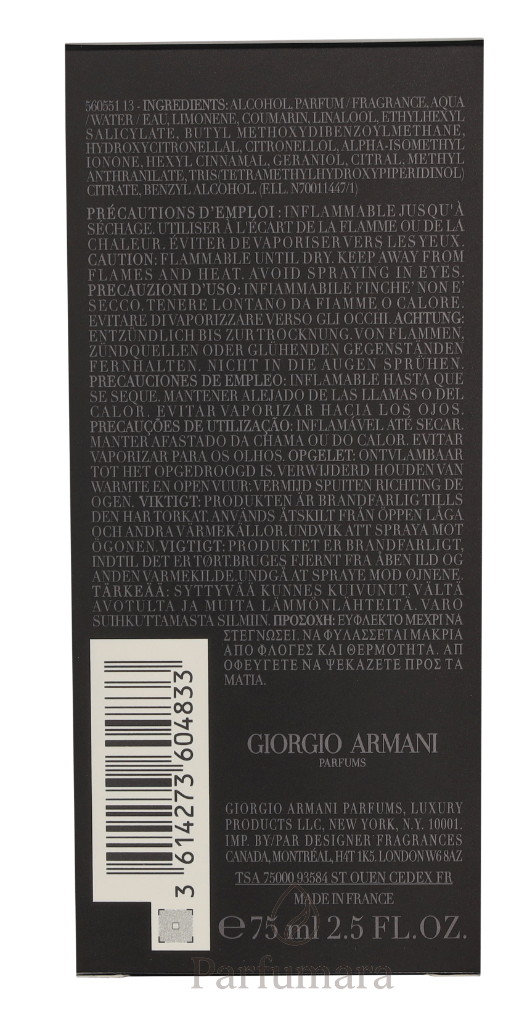 560551 13 - INGREDIENTS: ALCOHOL, PARFUM / FRAGRANCE, AQUA
/ WATER / EAU, LIMONENE, COUMARIN, LINALOOL, ETHYLHEXYL
SALICYLATE, BUTYL METHOXYDIBENZOYLMETHANE,
HYDROXYCITRONELLAL, CITRONELLOL, ALPHA-ISOMETHYL
IONONE, HEXYL CINNAMAL, GERANIOL, CITRAL, METHYL
ANTHRANILATE, TRIS(TETRAMETHYLHYDROXYPIPERIDINOL)
CITRATE, BENZYL ALCOHOL. (F.I.L. N70011447/1)
PRÉCAUTIONS D'EMPLOI : INFLAMMABLE JUSQU'À
SÉCHAGE. UTILISER À L'ÉCART DE LA FLAMME OU DE LA
CHALEUR. ÉVITER DE VAPORISER VERS LES YEUX.
CAUTION: FLAMMABLE UNTIL DRY. KEEP AWAY FROM
FLAMES AND HEAT. AVOID SPRAYING IN EYES.
PRECAUZIONI D'USO: INFIAMMABILE FINCHE' NON E'
SECCO. TENERE LONTANO DA FIAMME O CALORE.
EVITARE DI VAPORIZZARE VERSO GLI OCCHI. ACHTUNG:
ENTZÜNDLICH BIS ZUR TROCKNUNG. VON FLAMMEN,
ZÜNDQUELLEN ODER GLÜHENDEN GEGENSTÄNDEN
FERNHALTEN. NICHT IN DIE AUGEN SPRÜHEN.
PRECAUCIONES DE EMPLEO: INFLAMABLE HASTA QUE
SE SEQUE. MANTENER ALEJADO DE LAS LLAMAS O DEL
CALOR. EVITAR VAPORIZAR HACIA LOS OJOS.
PRECAUÇÕES DE UTILIZAÇÃO: INFLAMÁVEL ATÉ SECAR.
MANTER AFASTADO DA CHAMA OU DO CALOR. EVITAR
VAPORIZAR PARA OS OLHOS. OPGELET: ONTVLAMBAAR
TOT HET OPGEDROOGD IS. VERWIJDERD HOUDEN VAN
WARMTE EN OPEN VUUR: VERMIJD SPUITEN RICHTING DE
OGEN. VIKTIGT: PRODUKTEN ÄR BRANDFARLIG TILLS
DEN HAR TORKAT. ANVÄNDS ÅTSKILT FRÅN ÖPPEN LÅGA
OCH ANDRA VÄRMEKÄLLOR. UNDVIK ATT SPRAYA MOT
ÖGONEN. VIGTIGT: PRODUKTET ER BRANDFARLIGT,
INDTIL DET ER TØRT. BRUGES FJERNT FRA ÅBEN ILD OG
ANDEN VARMEKILDE. UNDGÅ AT SPRAYE MOD ØJNENE.
TÄRKEÄÄ: SYTTYVÄÄ KUNNES KUIVUNUT. VÄLTÄ
AVOTULTA JA MUITA LÄMMÖNLÄHTEITÄ. VARO
SUIHKUTTAMASTA SILMIIN. ΠΡΟΣΟΧΗ: ΕΥΦΛΕΚΤΟ ΜΕΧΡΙ ΝΑ
ΣΤΕΓΝΩΣΕΙ. ΝΑ ΦΥΛΑΣΣΕΤΑΙ ΜΑΚΡΙΑ
ΑΠΟ ΦΛΟΓΕΣ ΚΑΙ ΘΕΡΜΟΤΗΤΑ. ΑΠ
ΟΦΕΥΓΕΤΕ ΝΑ ΨΕΚΑΖΕΤΕ ΠΡΟΣ ΤΑ
ΜΑΤΙΑ.
3 614273 604833
GIORGIO ARMANI
PARFUMS
GIORGIO ARMANI PARFUMS, LUXURY
PRODUCTS LLC, NEW YORK, N.Y. 10001.
IMP. BY/PAR DESIGNER FRAGRANCES
CANADA, MONTRÉAL, H4T 1K5. LONDON W6 8AZ
TSA 75000 93584 ST OUEN CEDEX FR
MADE IN FRANCE
℮75 ml 2.5 FL.OZ.
Parfumara